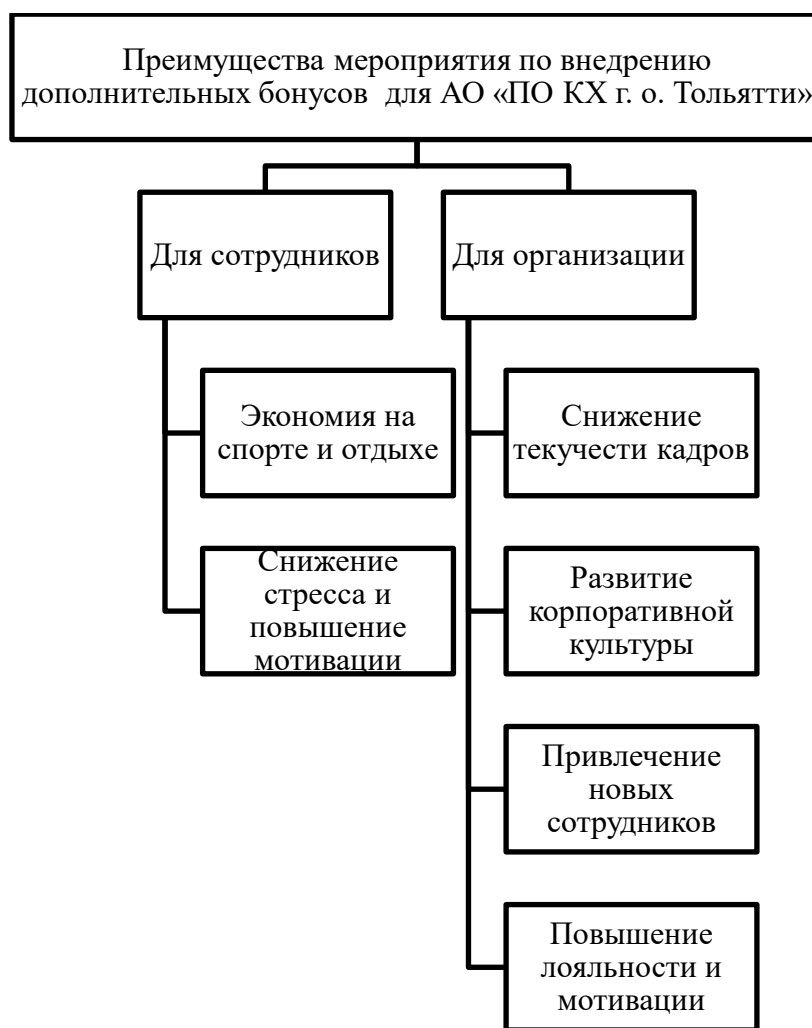 Преимущества мероприятия по внедрению
дополнительных бонусов для АО «ПО КХ г. о. Тольятти»
Для сотрудников
Экономия на
спорте и отдыхе
Снижение
стресса и
повышение
мотивации
Для организации
Снижение
текучести кадров
Развитие
корпоративной
культуры
Привлечение
новых
сотрудников
Повышение
лояльности и
мотивации